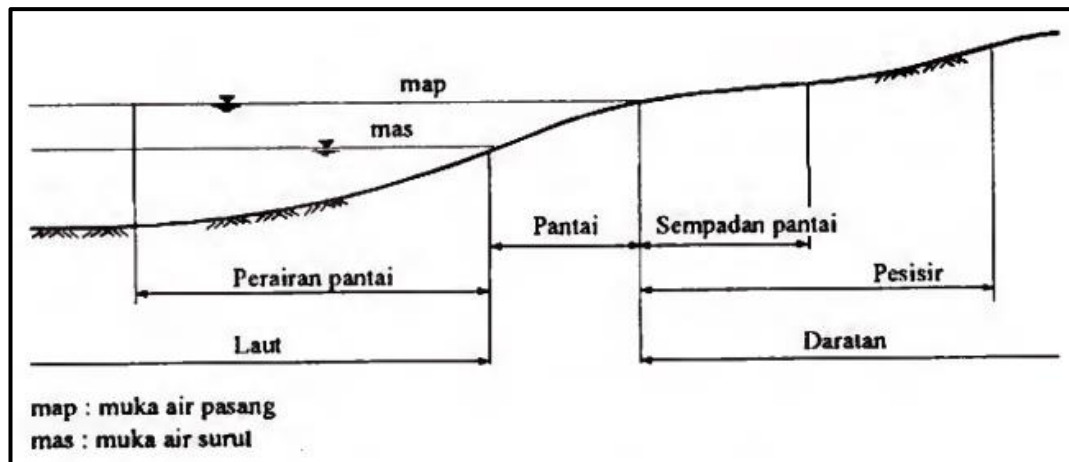 map
mas
Pantai
Sempadan pantai
Perairan pantai
Pesisir
Laut
Daratan
map : muka air pasang
mas : muka air surut